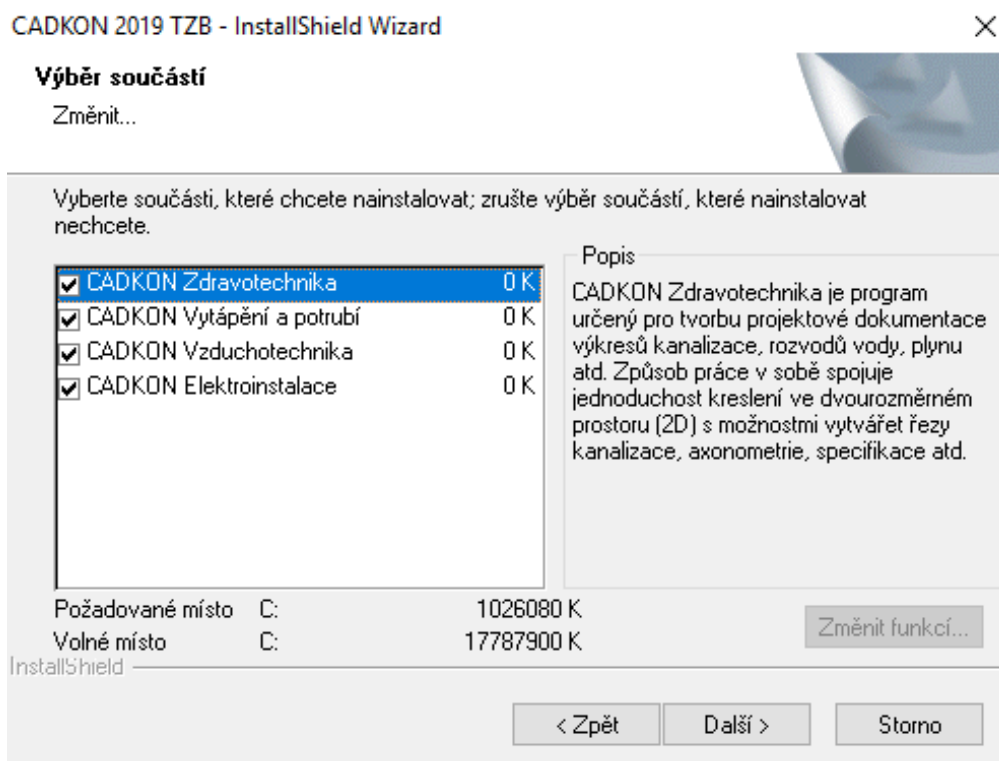 CADKON 2019 TZB - InstallShield Wizard
Výběr součástí
Změnit...
Vyberte součásti, které chcete nainstalovat; zrušte výběr součástí, které nainstalovat
nechcete.
CADKON Zdravotechnika 0 K
CADKON Vytápění a potrubí 0 K
CADKON Vzduchotechnika 0 K
CADKON Elektroinstalace 0 K
Popis
CADKON Zdravotechnika je program
určený pro tvorbu projektové dokumentace
výkresů kanalizace, rozvodů vody, plynu
atd. Způsob práce v sobě spojuje
jednoduchost kreslení ve dvourozměrném
prostoru (2D) s možnostmi vytvářet řezy
kanalizace, axonometrie, specifikace atd.
Požadované místo C: 1026080 K
Volné místo C: 17787900 K
Změnit funkcí...
InstallShield
< Zpět Další > Storno